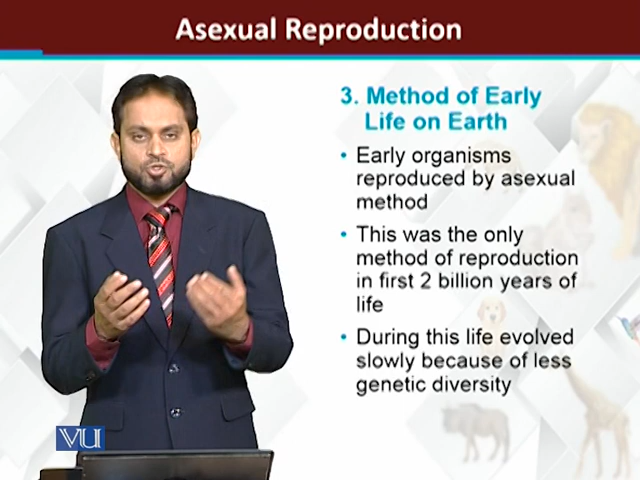 Asexual Reproduction
3. Method of Early
Life on Earth
• Early organisms
reproduced by asexual
method
• This was the only
method of reproduction
in first 2 billion years of
life
• During this life evolved
slowly because of less
genetic diversity
VU